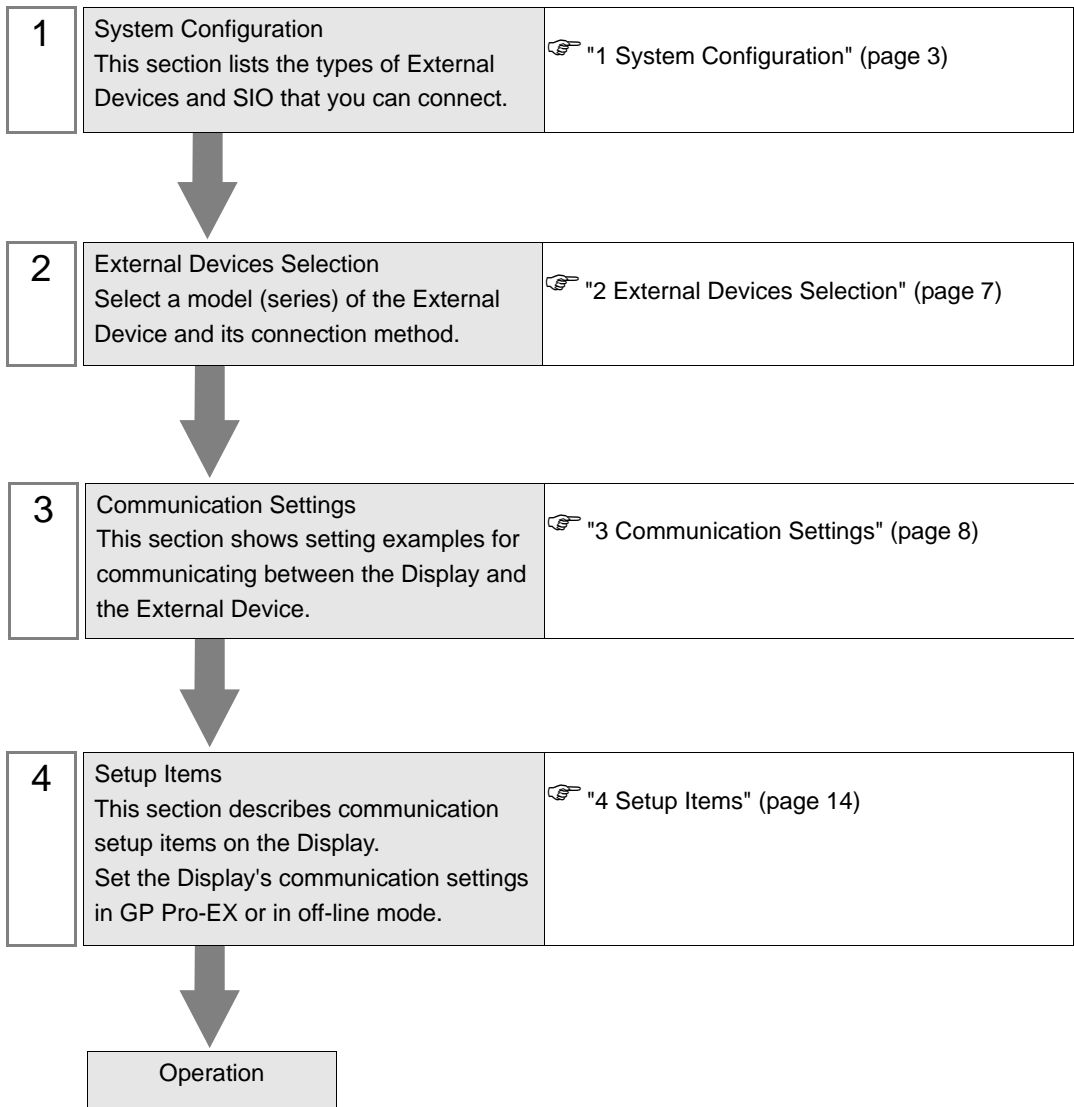 1
System Configuration
This section lists the types of External
Devices and SIO that you can connect.
"1 System Configuration" (page 3)
2
External Devices Selection
Select a model (series) of the External
Device and its connection method.
"2 External Devices Selection" (page 7)
3
Communication Settings
This section shows setting examples for
communicating between the Display and
the External Device.
"3 Communication Settings" (page 8)
4
Setup Items
This section describes communication
setup items on the Display.
Set the Display's communication settings
in GP Pro-EX or in off-line mode.
"4 Setup Items" (page 14)
Operation